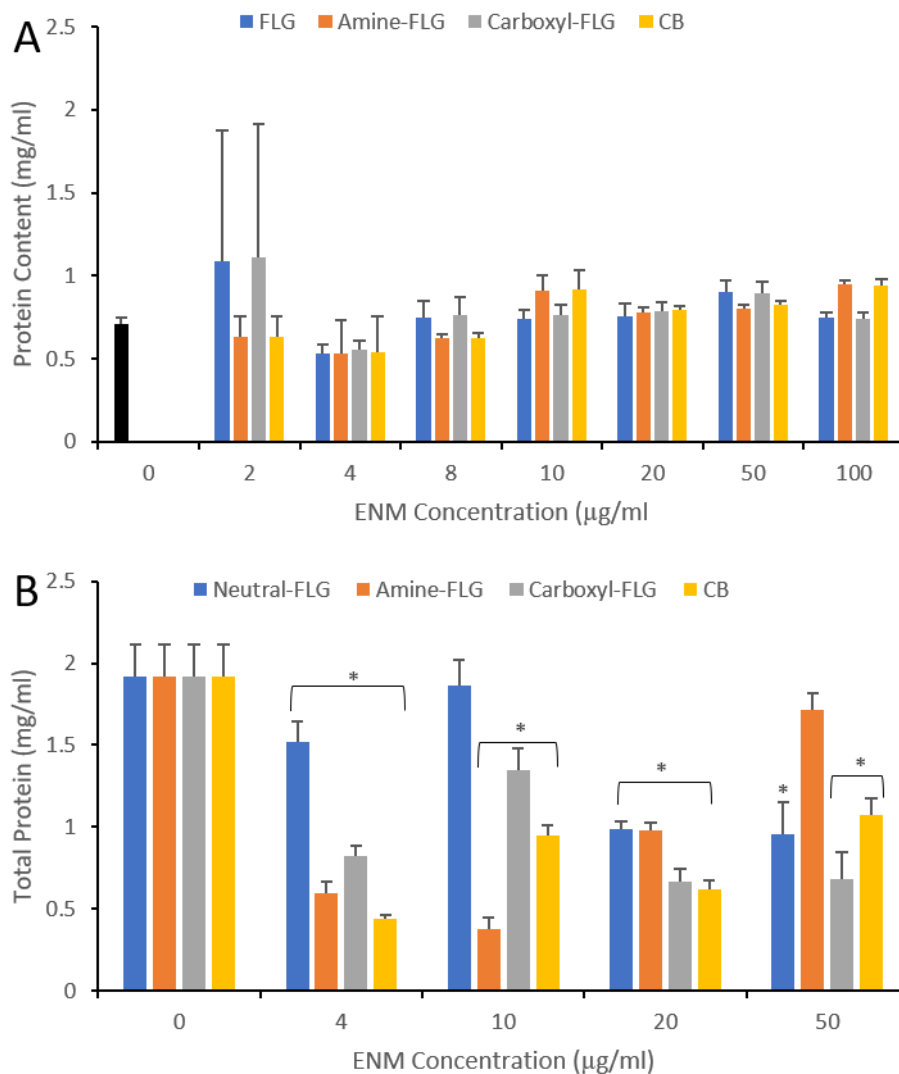 A
FLG Amine-FLG Carboxyl-FLG CB
Protein Content (mg/ml)
2.5
2
1.5
1
0.5
0
0 2 4 8 10 20 50 100
ENM Concentration (µg/ml
B
Neutral-FLG Amine-FLG Carboxyl-FLG CB
Total Protein (mg/ml)
2.5
2
1.5
1
0.5
0
* * * * *
0 4 10 20 50
ENM Concentration (µg/ml)